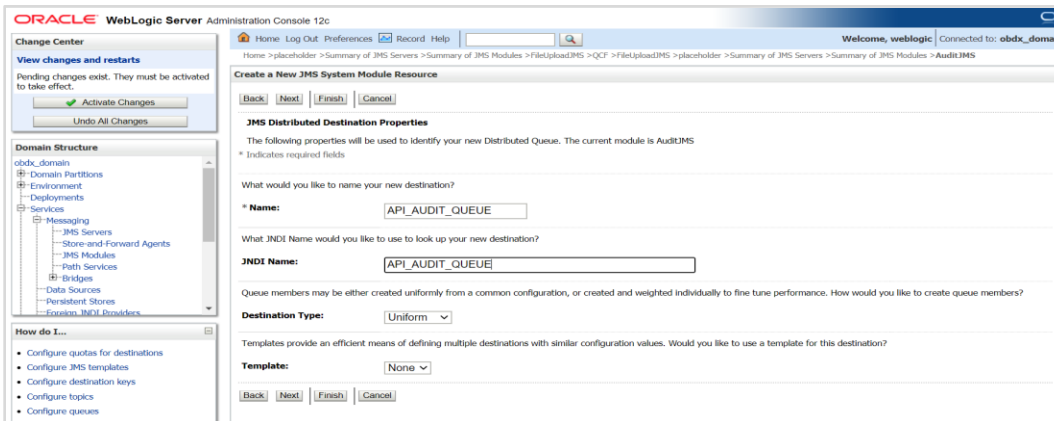 ORACLE WebLogic Server Administration Console 12c
Change Center
View changes and restarts
Pending changes exist. They must be activated
to take effect.
Activate Changes
Undo All Changes
Domain Structure
obdx_domain
Domain Partitions
Environment
Deployments
Services
Messaging
JMS Servers
Store-and-Forward Agents
JMS Modules
Path Services
Bridges
Data Sources
Persistent Stores
Foreign JNDI Providers
How do I...
Configure quotas for destinations
Configure JMS templates
Configure destination keys
Configure topics
Configure queues
Home Log Out Preferences Record Help
Welcome, weblogic Connected to: obdx_doma
Home >placeholder >Summary of JMS Servers >Summary of JMS Modules >FileUploadJMS >QCF >FileUploadJMS >placeholder >Summary of JMS Servers >Summary of JMS Modules >AuditJMS
Create a New JMS System Module Resource
Back Next Finish Cancel
JMS Distributed Destination Properties
The following properties will be used to identify your new Distributed Queue. The current module is AuditJMS
* Indicates required fields
What would you like to name your new destination?
* Name: API_AUDIT_QUEUE
What JNDI Name would you like to use to look up your new destination?
JNDI Name: API_AUDIT_QUEUE
Queue members may be either created uniformly from a common configuration, or created and weighted individually to fine tune performance. How would you like to create queue members?
Destination Type: Uniform
Templates provide an efficient means of defining multiple destinations with similar configuration values. Would you like to use a template for this destination?
Template: None
Back Next Finish Cancel